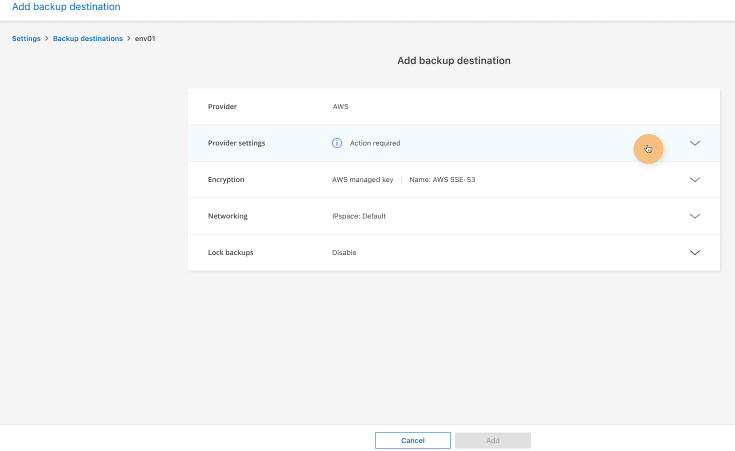 Add backup destination
Settings > Backup destinations > env01
Add backup destination
Provider AWS
Provider settings Action required
Encryption AWS managed key | Name: AWS SSE-S3
Networking IPspace: Default
Lock backups Disable
Cancel Add